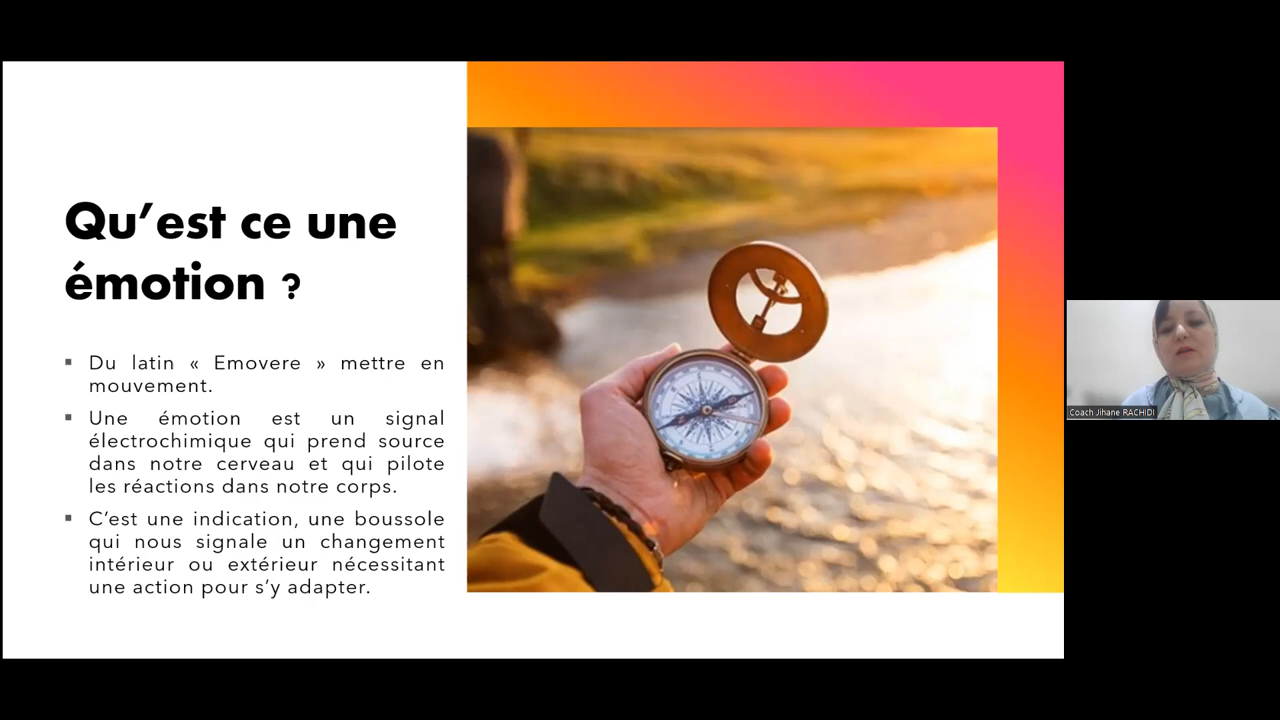 Qu’est ce une
émotion ?
▪ Du latin « Emovere » mettre en
mouvement.
▪ Une émotion est un signal
électrochimique qui prend source
dans notre cerveau et qui pilote
les réactions dans notre corps.
▪ C’est une indication, une boussole
qui nous signale un changement
intérieur ou extérieur nécessitant
une action pour s’y adapter.
Coach Jihane RACHIDI